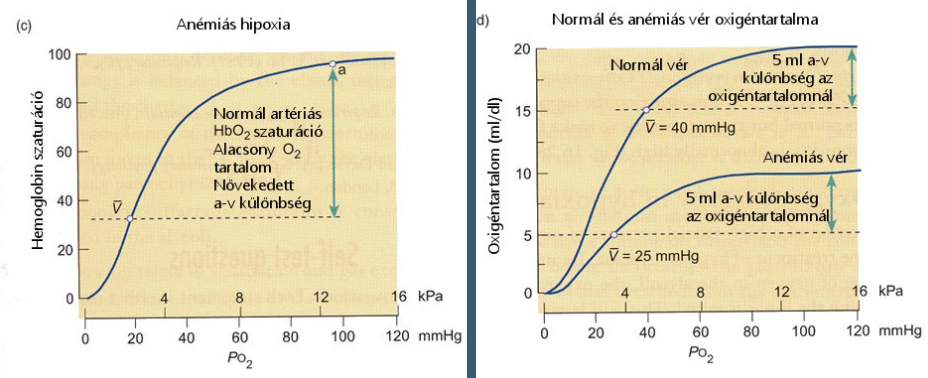 (c)
Anémiás hipoxia
Hemoglobin szaturáció
100
80
60
40
20
0
a
Normál artériás
HbO2 szaturáció
Alacsony O2
tartalom
Növekedett
a-v különbség
V̅
4 8 12 16 kPa
0 20 40 60 80 100 120 mmHg
PO2
d)
Normál és anémiás vér oxigéntartalma
Oxigéntartalom (ml/dl)
20
15
10
5
0
Normál vér
5 ml a-v
különbség az
oxigéntartalomnál
V̅ = 40 mmHg
Anémiás vér
5 ml a-v különbség
az oxigéntartalomnál
V̅ = 25 mmHg
4 8 12 16 kPa
0 20 40 60 80 100 120 mmHg
PO2